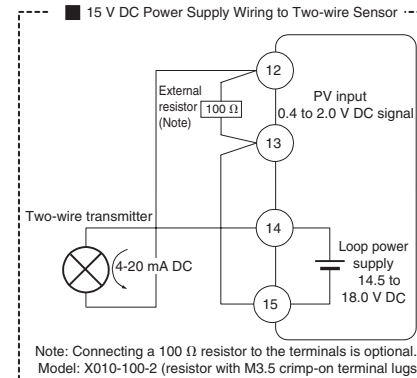 15 V DC Power Supply Wiring to Two-wire Sensor
12
External
resistor
(Note)
100 Ω
PV input
0.4 to 2.0 V DC signal
13
Two-wire transmitter
14
4-20 mA DC
Loop power
supply
14.5 to
18.0 V DC
15
Note: Connecting a 100 Ω resistor to the terminals is optional.
Model: X010-100-2 (resistor with M3.5 crimp-on terminal lugs